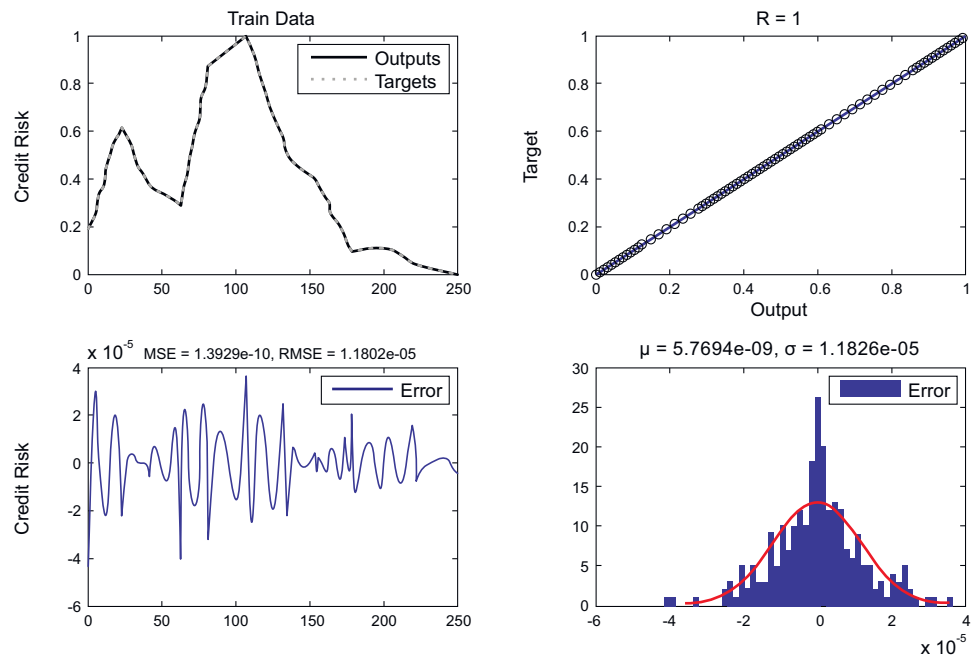 Train Data
1
0.8
0.6
0.4
0.2
0
Credit Risk
Outputs
Targets
0 50 100 150 200 250
R = 1
1
0.8
0.6
0.4
0.2
0
Target
0 0.2 0.4 0.6 0.8 1
Output
x 10⁻⁵
MSE = 1.3929e-10, RMSE = 1.1802e-05
4
2
0
-2
-4
-6
Credit Risk
Error
0 50 100 150 200 250
μ = 5.7694e-09, σ = 1.1826e-05
30
25
20
15
10
5
0
Error
-6 -4 -2 0 2 4
x 10⁻⁵